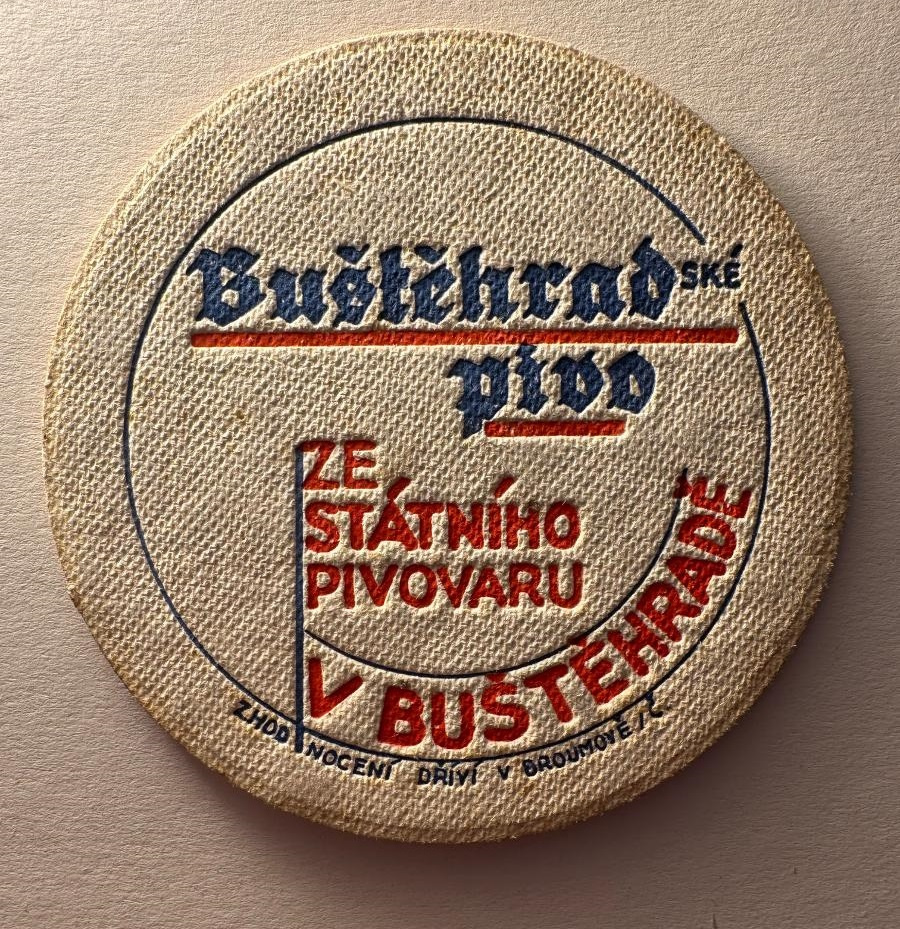 Buštěhradské
pivo
ZE
STÁTNÍHO
PIVOVARU
V BUŠTĚHRADĚ
ZHODNOCENÍ DŘÍVÍ V BROUMOVĚ / Č.